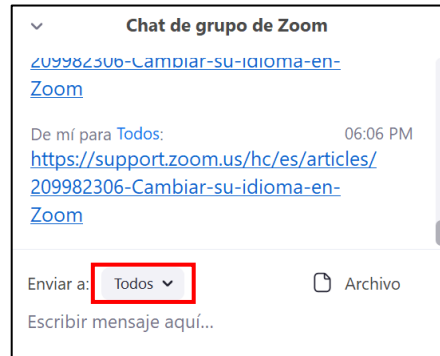 Chat de grupo de Zoom
209982306-Cambiar-su-idioma-en-
Zoom
De mí para Todos: 06:06 PM
https://support.zoom.us/hc/es/articles/
209982306-Cambiar-su-idioma-en-
Zoom
Enviar a: Todos Archivo
Escribir mensaje aquí...